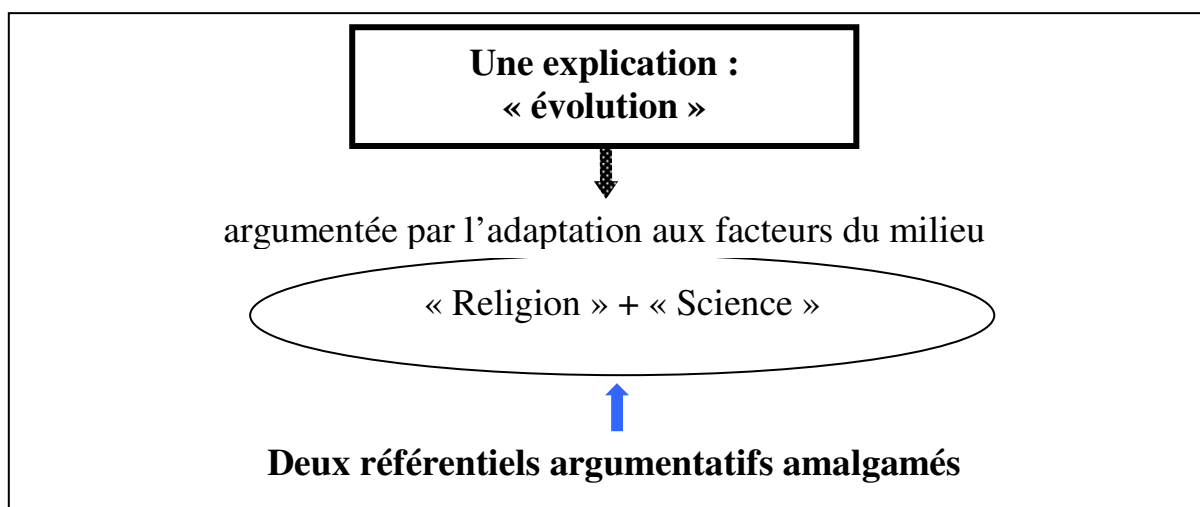 Une explication :
« évolution »
argumentée par l’adaptation aux facteurs du milieu
« Religion » + « Science »
Deux référentiels argumentatifs amalgamés